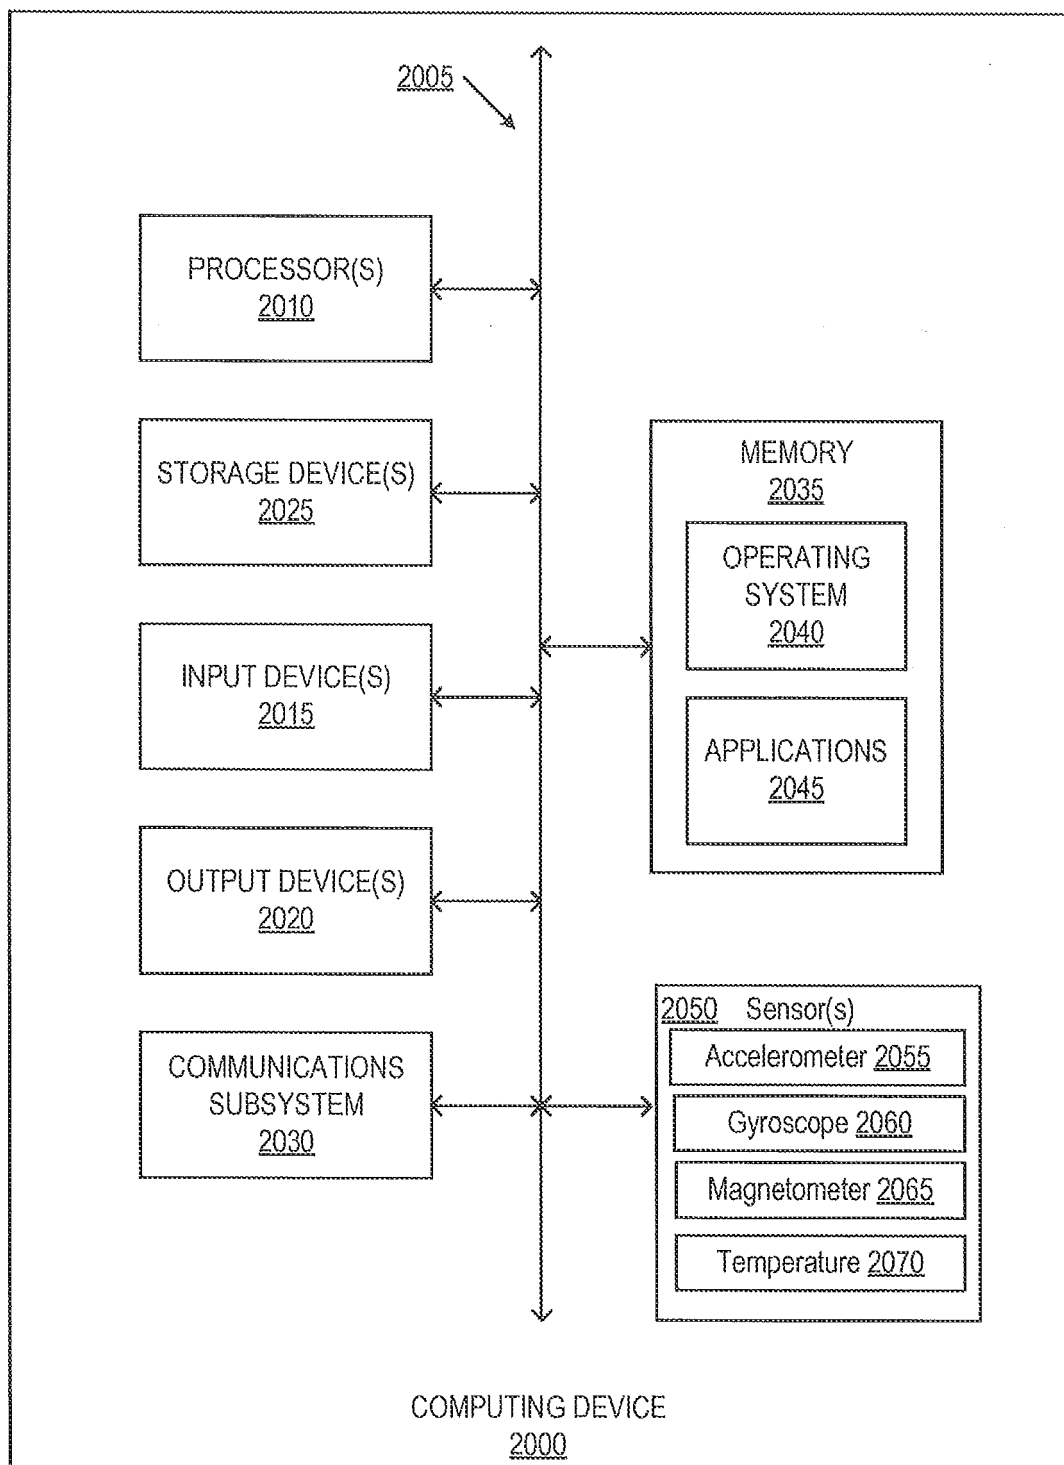 2005
PROCESSOR(S)
2010
STORAGE DEVICE(S)
2025
INPUT DEVICE(S)
2015
OUTPUT DEVICE(S)
2020
COMMUNICATIONS
SUBSYSTEM
2030
MEMORY
2035
OPERATING
SYSTEM
2040
APPLICATIONS
2045
2050 Sensor(s)
Accelerometer 2055
Gyroscope 2060
Magnetometer 2065
Temperature 2070
COMPUTING DEVICE
2000